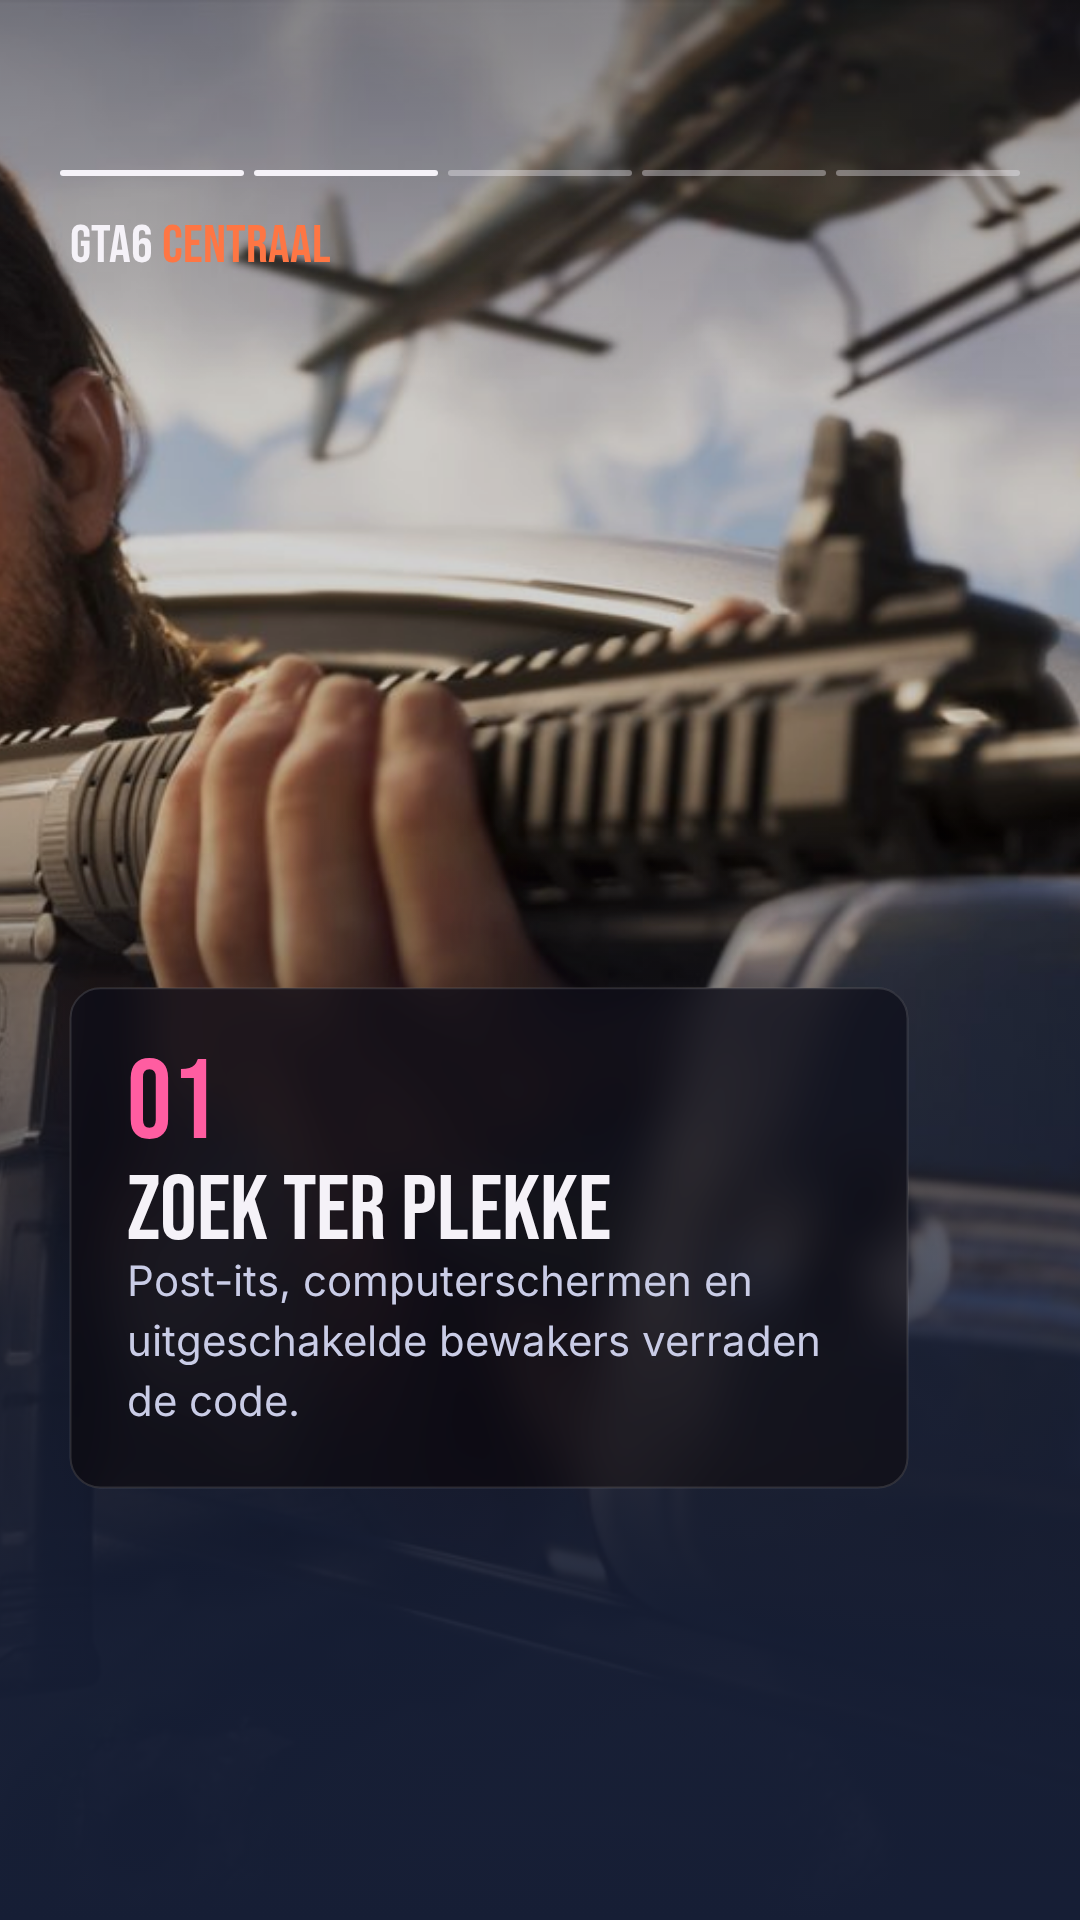 GTA6 CENTRAAL
01
ZOEK TER PLEKKE
Post-its, computerschermen en
uitgeschakelde bewakers verraden
de code.